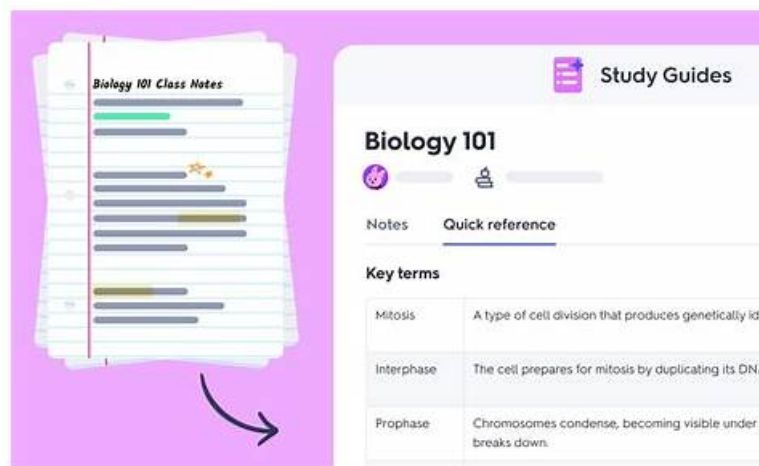 Biology 101 Class Notes
Study Guides
Biology 101
Notes
Quick reference
Key terms
Mitosis
A type of cell division that produces genetically
Interphase
The cell prepares for mitosis by duplicating its
Prophase
Chromosomes condense, becoming visible under
breaks down.